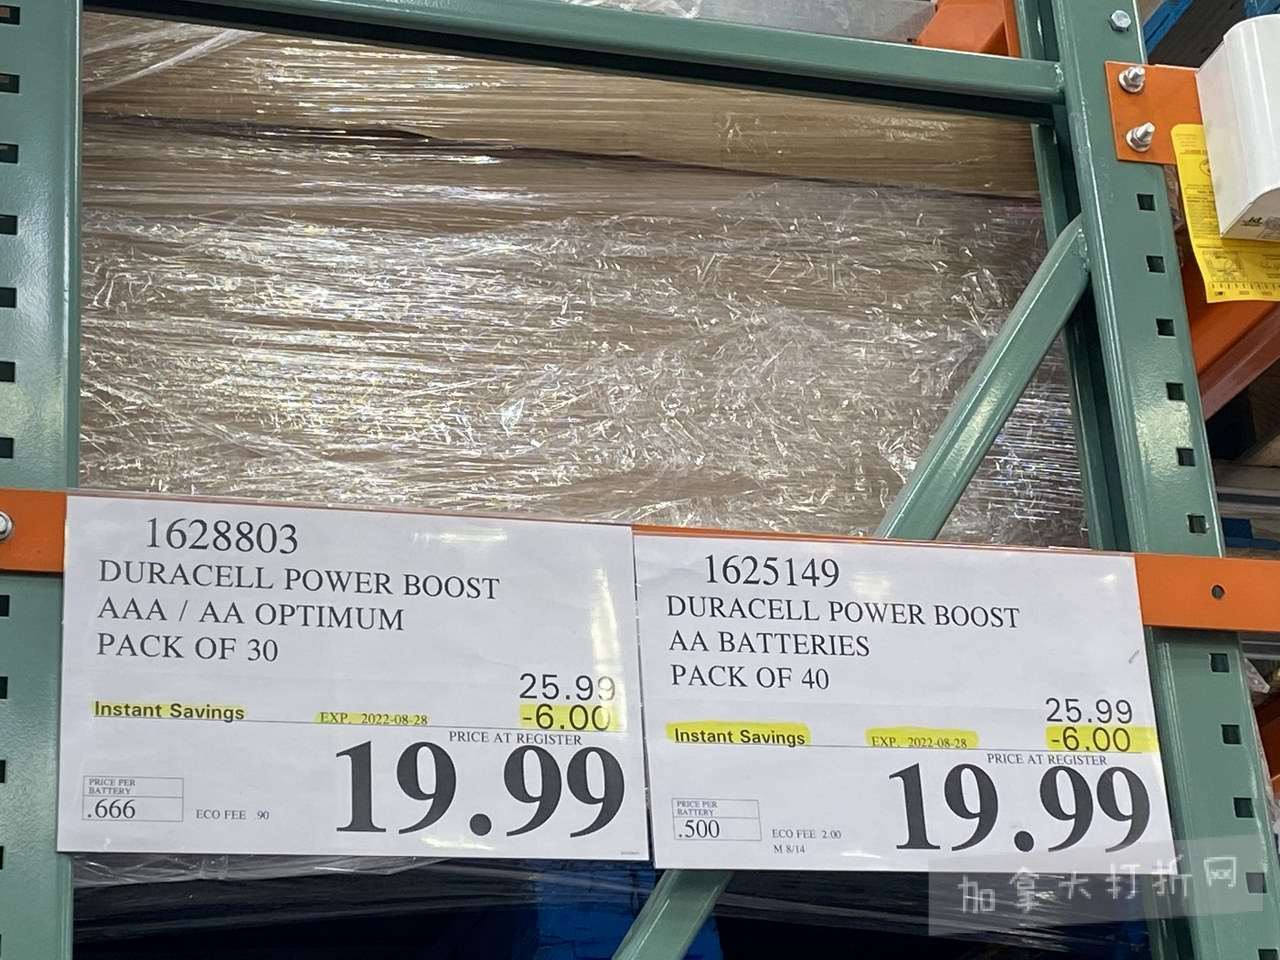 1628803
DURACELL POWER BOOST
AAA / AA OPTIMUM
PACK OF 30
25.99
Instant Savings EXP. 2022-08-28 -6.00
PRICE AT REGISTER
19.99
PRICE PER
BATTERY
.666
ECO FEE .90
1625149
DURACELL POWER BOOST
AA BATTERIES
PACK OF 40
25.99
Instant Savings EXP. 2022-08-28 -6.00
PRICE AT REGISTER
19.99
PRICE PER
BATTERY
.500
ECO FEE 2.00
M 8/14
加拿大打折网